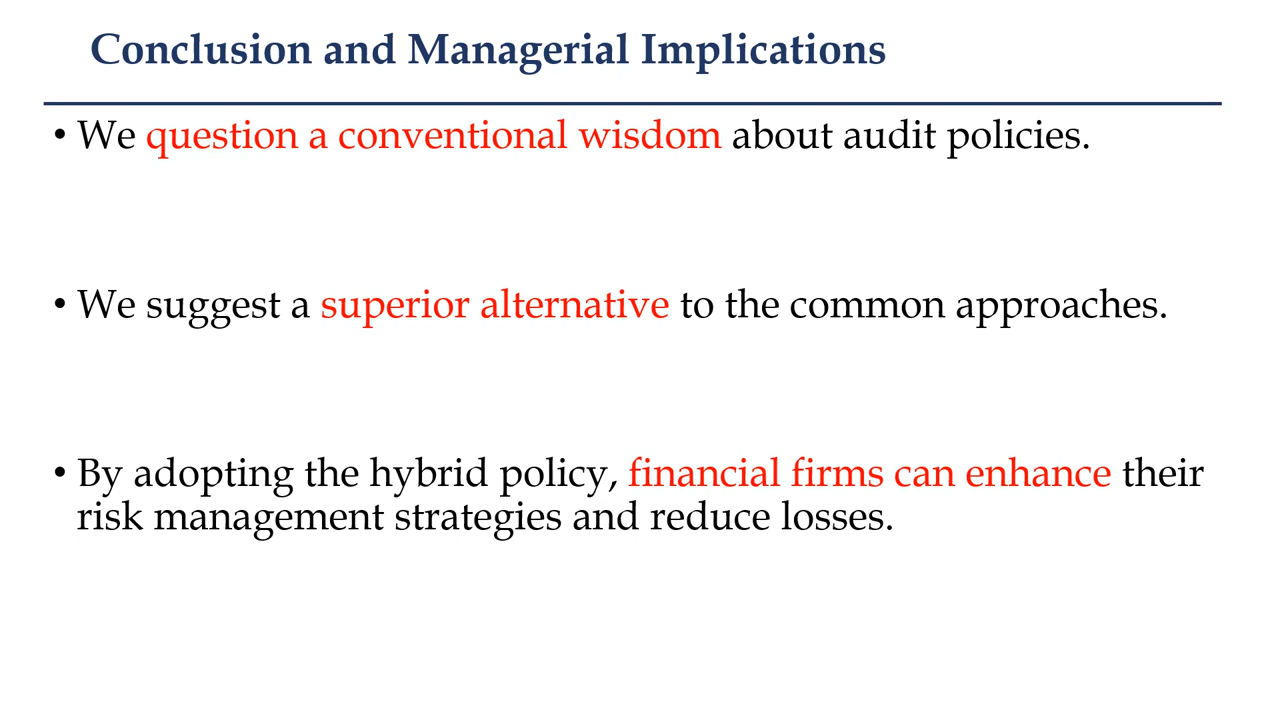 Conclusion and Managerial Implications
• We question a conventional wisdom about audit policies.
• We suggest a superior alternative to the common approaches.
• By adopting the hybrid policy, financial firms can enhance their
risk management strategies and reduce losses.